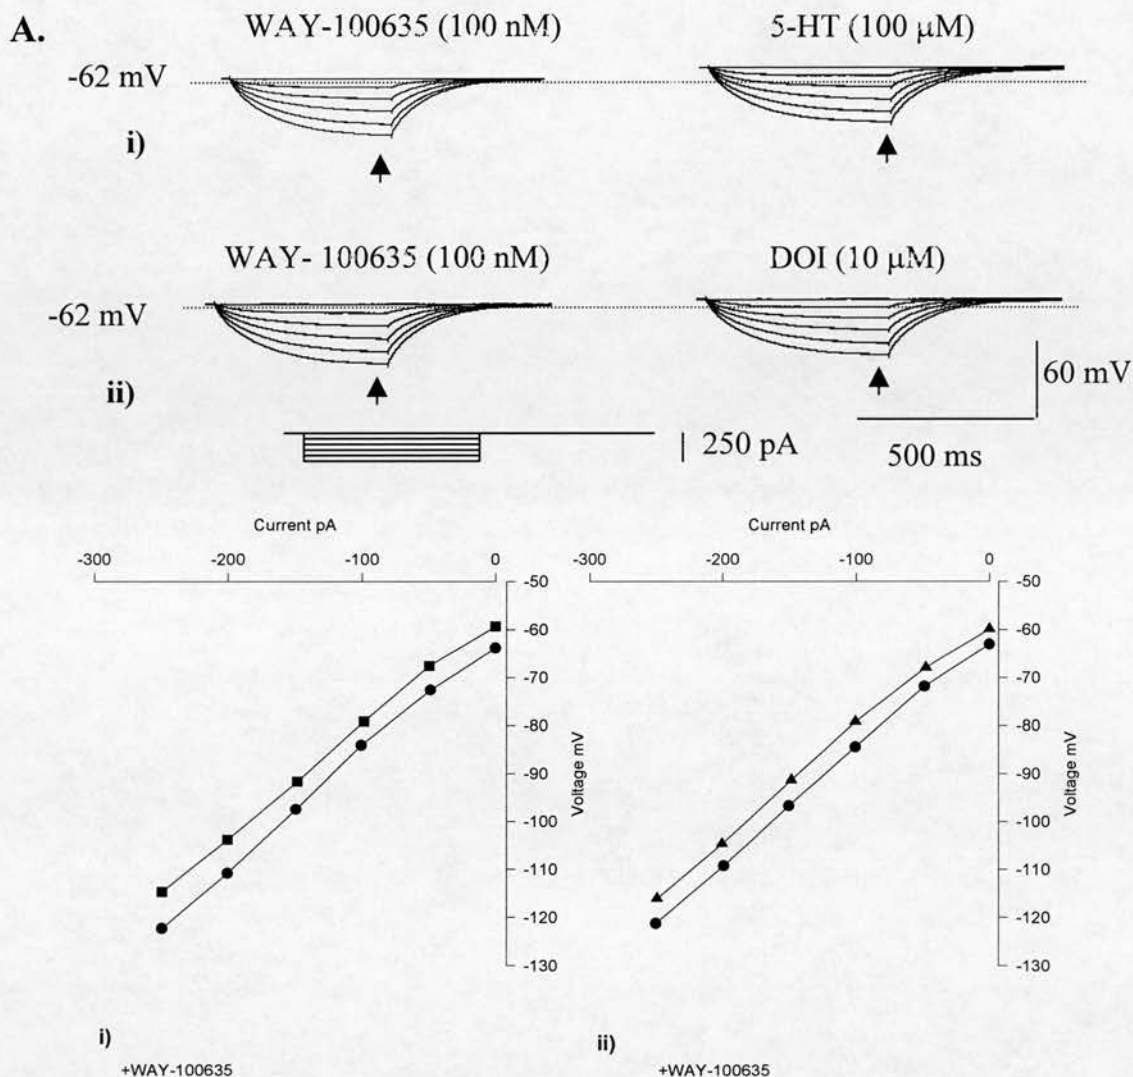 A.
WAY-100635 (100 nM)
5-HT (100 µM)
-62 mV
i)
WAY- 100635 (100 nM)
DOI (10 µM)
-62 mV
ii)
60 mV
250 pA
500 ms
Current pA
-300
-200
-100
0
-50
-60
-70
-80
-90
-100
-110
-120
-130
Voltage mV
Current pA
-300
-200
-100
0
-50
-60
-70
-80
-90
-100
-110
-120
-130
Voltage mV
i)
+WAY-100635
ii)
+WAY-100635